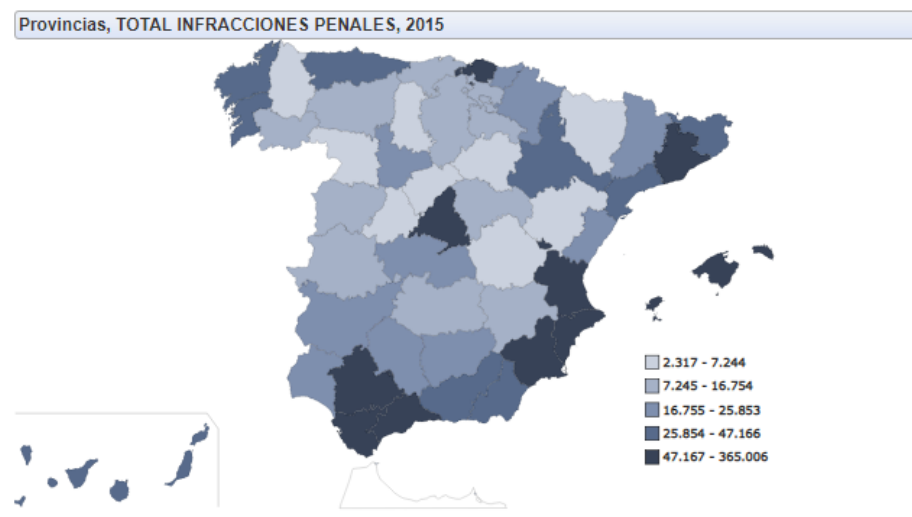 Provincias, TOTAL INFRACCIONES PENALES, 2015
2.317 - 7.244
7.245 - 16.754
16.755 - 25.853
25.854 - 47.166
47.167 - 365.006